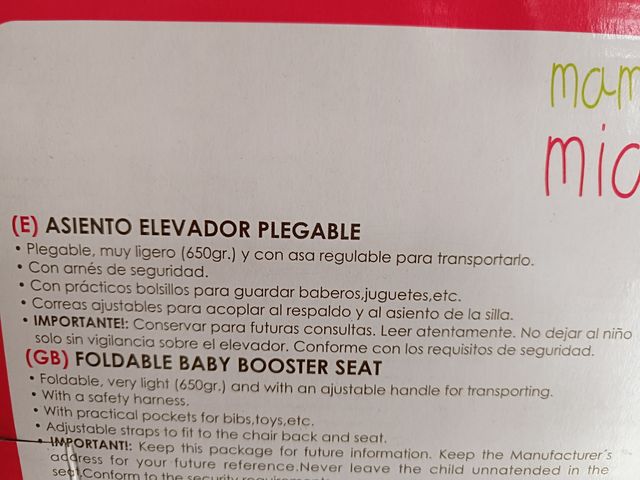 mam
mio
(E) ASIENTO ELEVADOR PLEGABLE
• Plegable, muy ligero (650gr.) y con asa regulable para transportarlo.
• Con arnés de seguridad.
• Con prácticos bolsillos para guardar baberos,juguetes,etc.
• Correas ajustables para acoplar al respaldo y al asiento de la silla.
• IMPORTANTE!: Conservar para futuras consultas. Leer atentamente. No dejar al niño
solo sin vigilancia sobre el elevador. Conforme con los requisitos de seguridad.
(GB) FOLDABLE BABY BOOSTER SEAT
• Foldable, very light (650gr.) and with an ajustable handle for transporting.
• With a safety harness.
• With practical pockets for bibs,toys,etc.
• Adjustable straps to fit to the chair back and seat.
• IMPORTANT!: Keep this package for future information. Keep the Manufacturer´s
address for your future reference.Never leave the child unnatended in the
seat.Conform to the security